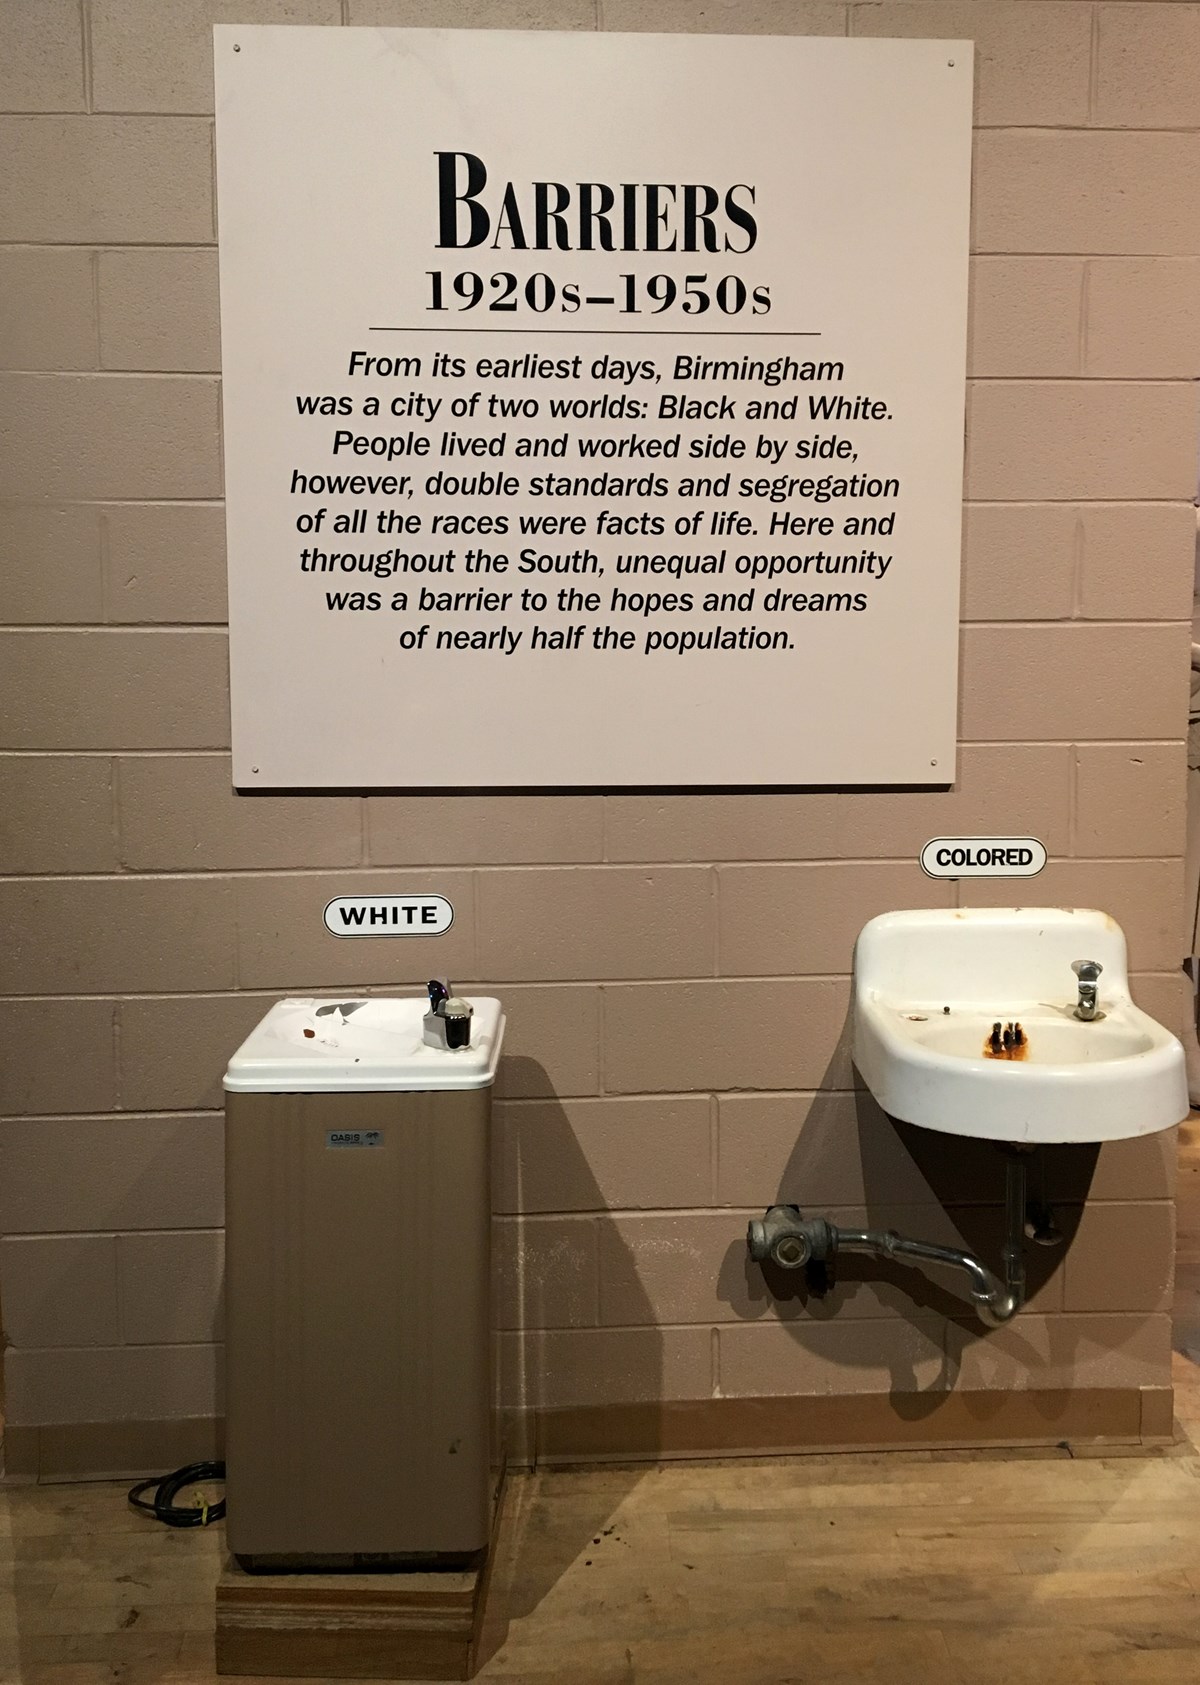 BARRIERS
1920s–1950s
From its earliest days, Birmingham
was a city of two worlds: Black and White.
People lived and worked side by side,
however, double standards and segregation
of all the races were facts of life. Here and
throughout the South, unequal opportunity
was a barrier to the hopes and dreams
of nearly half the population.
COLORED
WHITE
OASIS